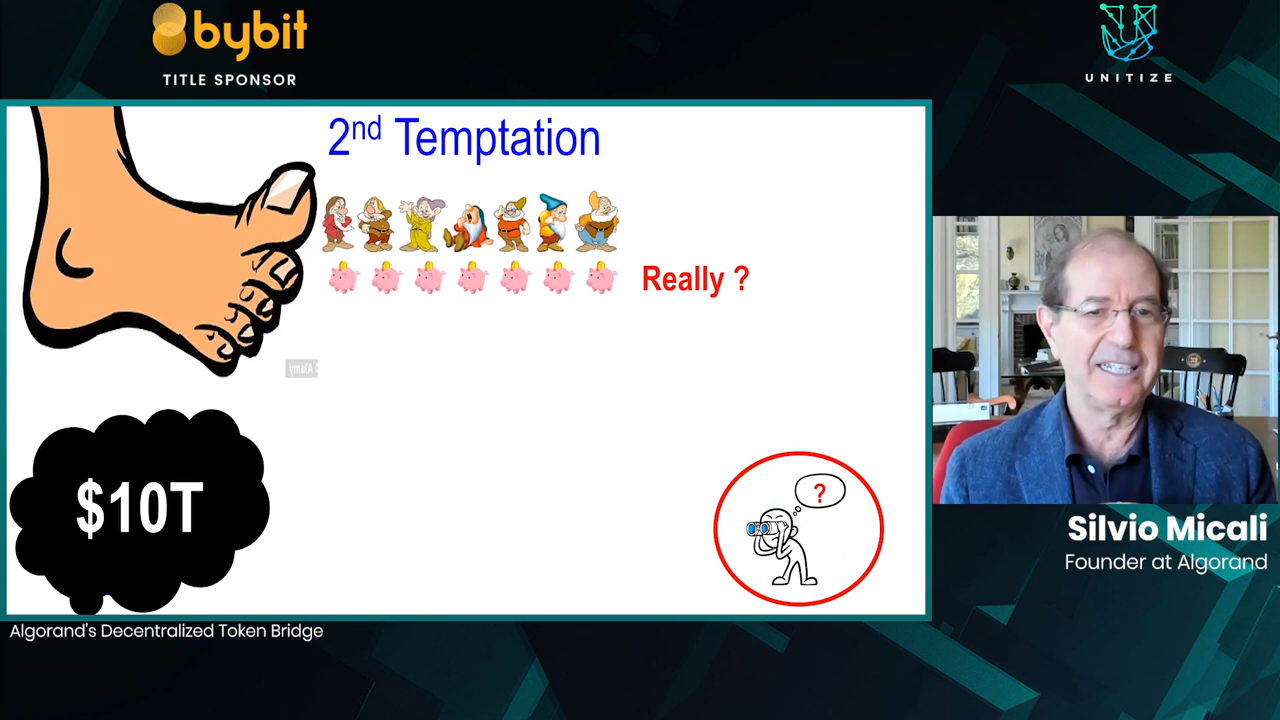 bybit
TITLE SPONSOR
UNITIZE
2nd Temptation
Really ?
$10T
?
Silvio Micali
Founder at Algorand
Algorand's Decentralized Token Bridge